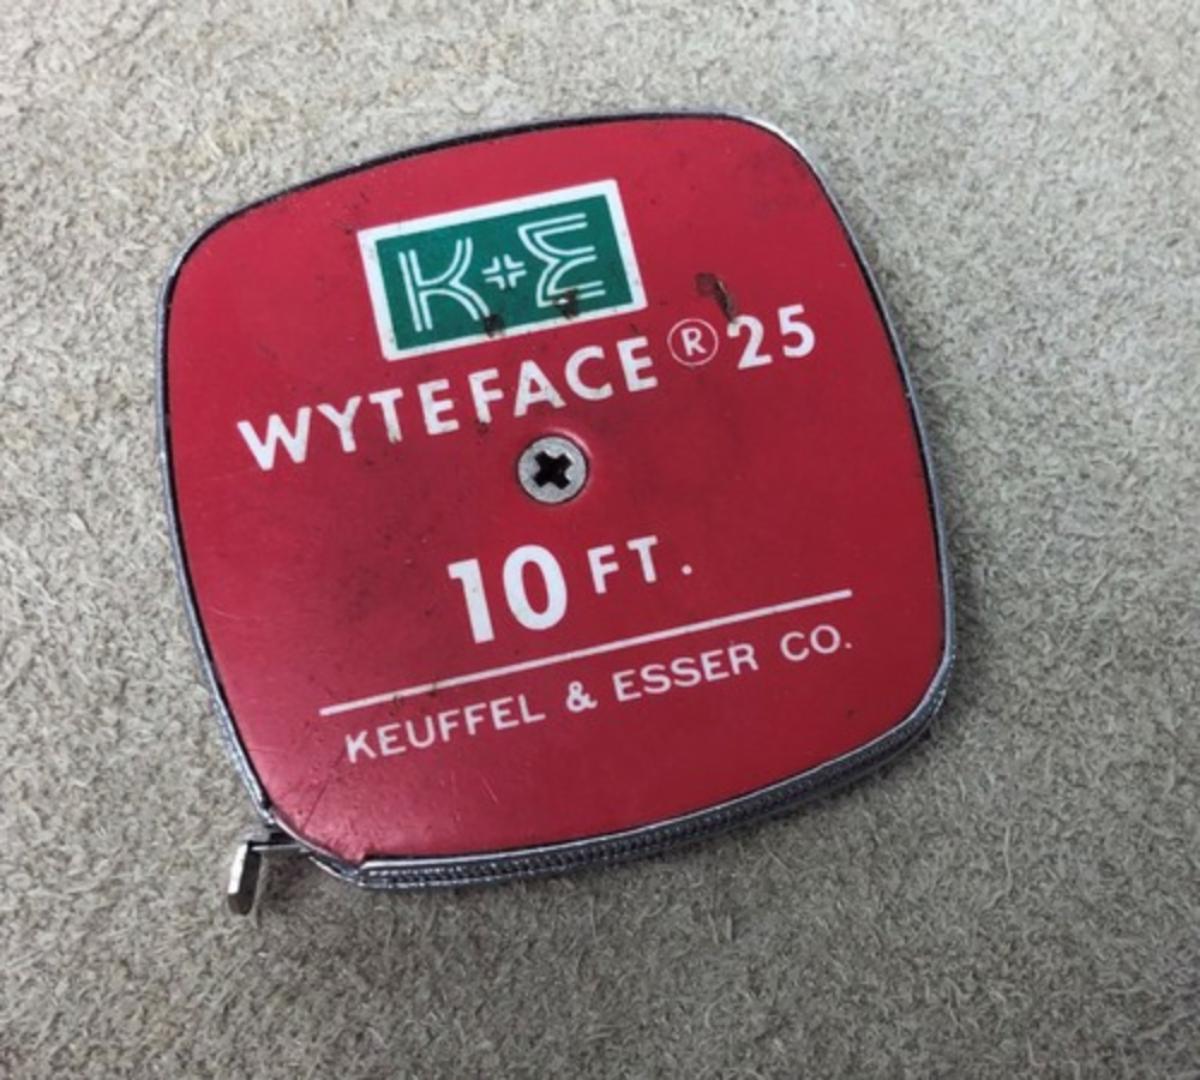 K+E
WYTEFACE® 25
10 FT.
KEUFFEL & ESSER CO.